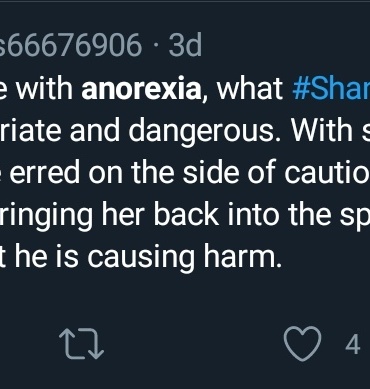 s66676906 · 3d
e with anorexia, what #Shan
riate and dangerous. With s
e erred on the side of cautio
ringing her back into the sp
t he is causing harm.
4